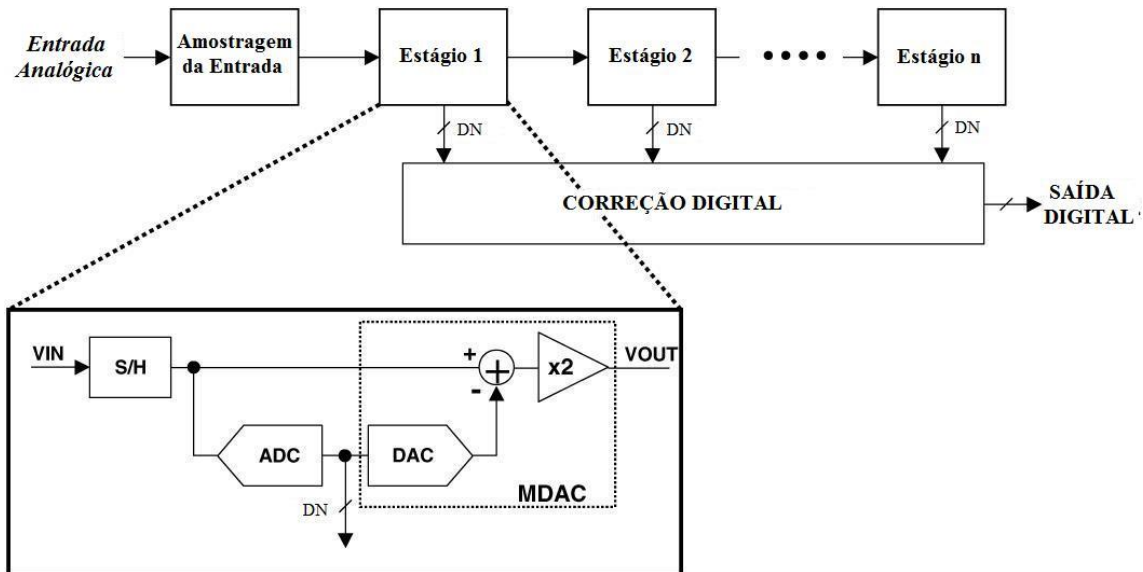 Entrada
Analógica
Amostragem
da Entrada
Estágio 1
Estágio 2
Estágio n
DN
DN
DN
CORREÇÃO DIGITAL
SAÍDA
DIGITAL
VIN
S/H
+
-
x2
VOUT
ADC
DAC
MDAC
DN